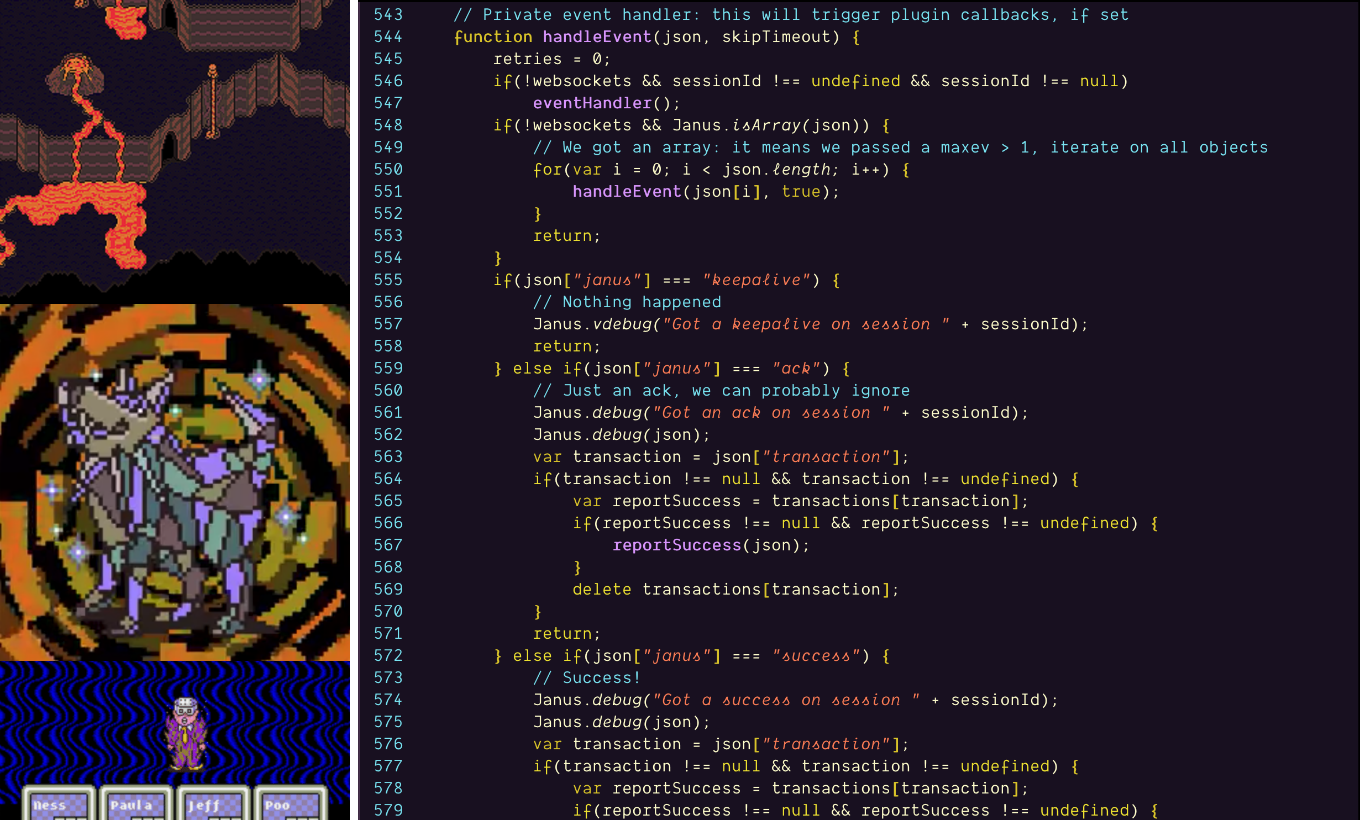 Ness Paula Jeff Poo
543 // Private event handler: this will trigger plugin callbacks, if set
544 function handleEvent(json, skipTimeout) {
545 retries = 0;
546 if(!websockets && sessionId !== undefined && sessionId !== null)
547 eventHandler();
548 if(!websockets && Janus.isArray(json)) {
549 // We got an array: it means we passed a maxev > 1, iterate on all objects
550 for(var i = 0; i < json.length; i++) {
551 handleEvent(json[i], true);
552 }
553 return;
554 }
555 if(json["janus"] === "keepalive") {
556 // Nothing happened
557 Janus.vdebug("Got a keepalive on session " + sessionId);
558 return;
559 } else if(json["janus"] === "ack") {
560 // Just an ack, we can probably ignore
561 Janus.debug("Got an ack on session " + sessionId);
562 Janus.debug(json);
563 var transaction = json["transaction"];
564 if(transaction !== null && transaction !== undefined) {
565 var reportSuccess = transactions[transaction];
566 if(reportSuccess !== null && reportSuccess !== undefined) {
567 reportSuccess(json);
568 }
569 delete transactions[transaction];
570 }
571 return;
572 } else if(json["janus"] === "success") {
573 // Success!
574 Janus.debug("Got a success on session " + sessionId);
575 Janus.debug(json);
576 var transaction = json["transaction"];
577 if(transaction !== null && transaction !== undefined) {
578 var reportSuccess = transactions[transaction];
579 if(reportSuccess !== null && reportSuccess !== undefined) {